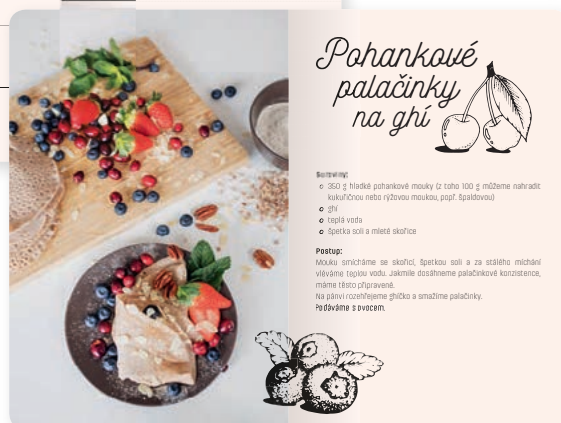 Pohankové
palačinky
na ghí
Suroviny:
350 g hladké pohankové mouky (z toho 100 g můžeme nahradit
kukuřičnou nebo rýžovou moukou, popř. špaldovou)
ghí
teplá voda
špetka soli a mleté skořice
Postup:
Mouku smícháme se skořicí, špetkou soli a za stálého míchání
vléváme teplou vodu. Jakmile dosáhneme palačinkové konzistence,
máme těsto připravené.
Na pánvi rozehřejeme ghíčko a smažíme palačinky.
Podáváme s ovocem.